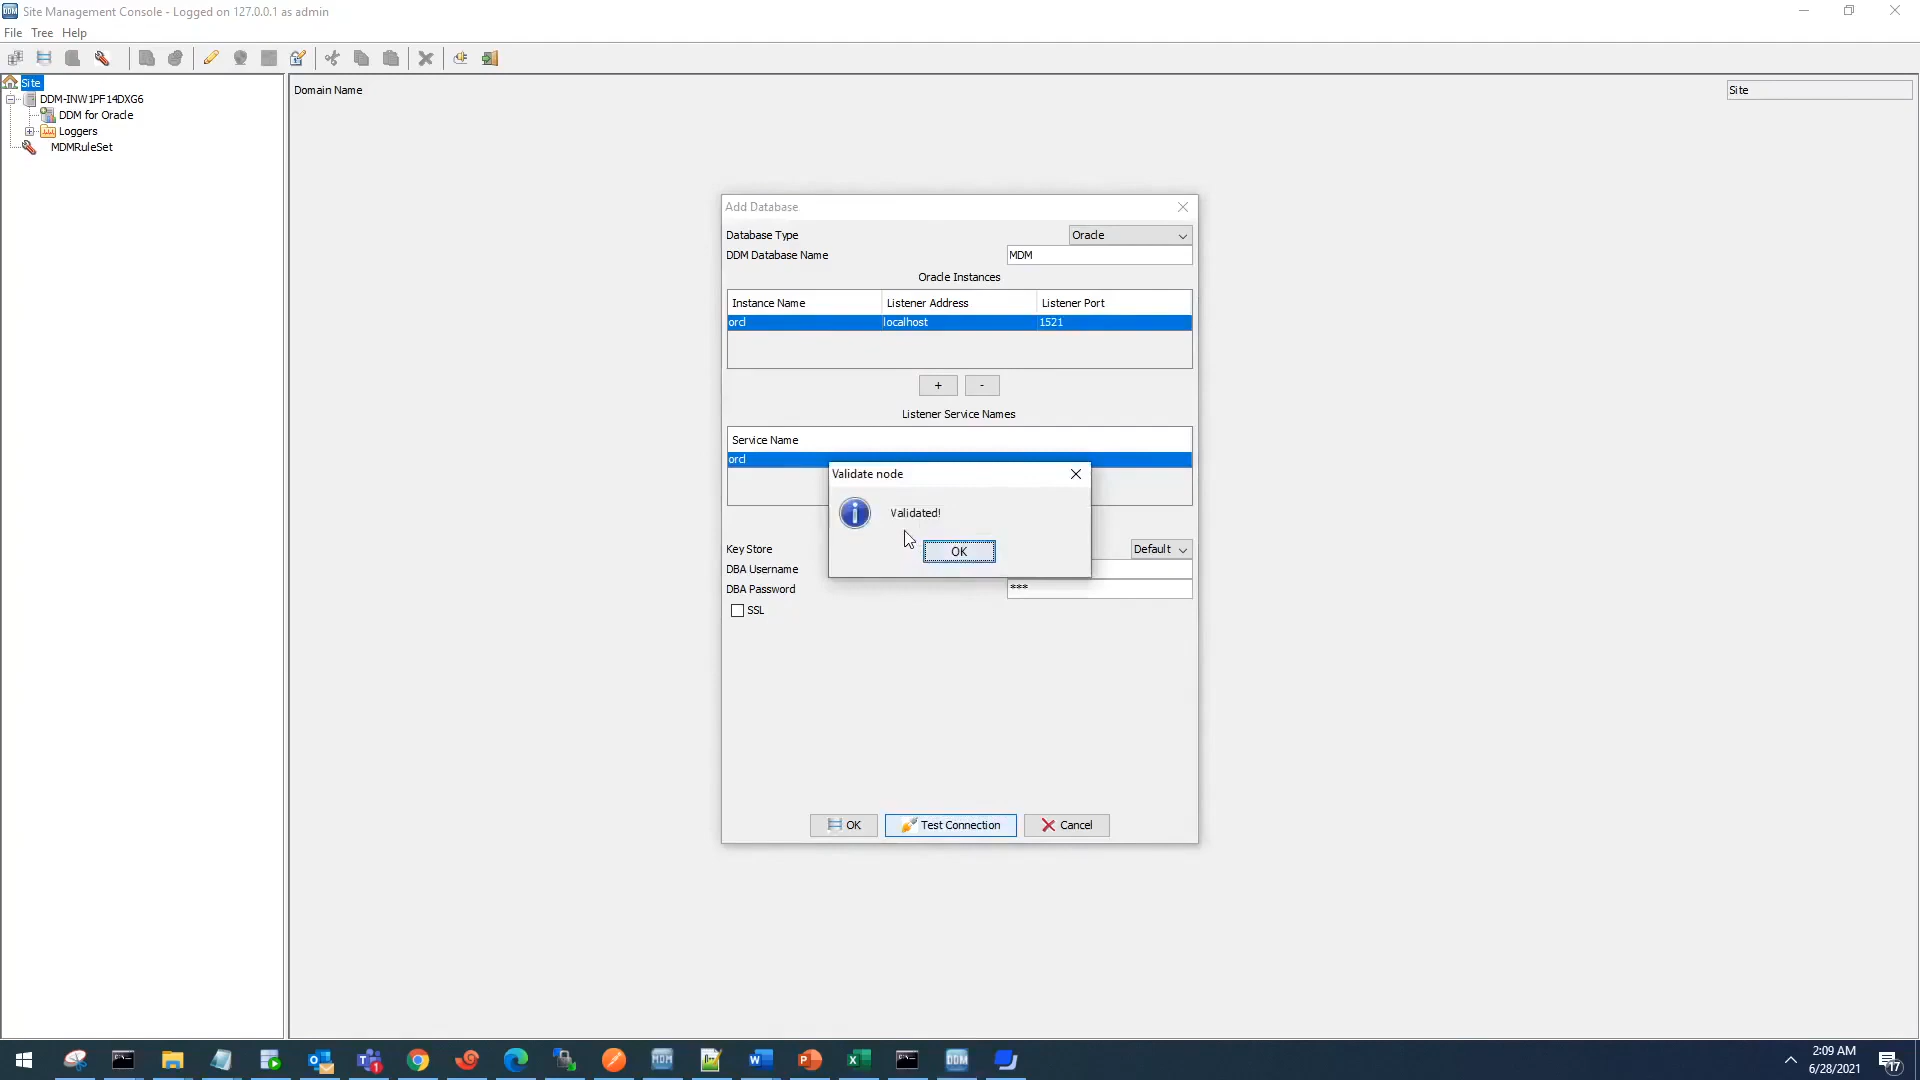 Site Management Console - Logged on 127.0.0.1 as admin
File Tree Help
Site
DDM-INW1PF14DXG6
DDM for Oracle
Loggers
MDMRuleSet
Domain Name
Site
Add Database
Database Type
Oracle
DDM Database Name
MDM
Oracle Instances
Instance Name Listener Address Listener Port
orcl localhost 1521
+ -
Listener Service Names
Service Name
orcl
Validate node
Validated!
OK
Key Store
Default
DBA Username
DBA Password
***
SSL
OK Test Connection Cancel
MDM
DDM
2:09 AM
6/28/2021
17